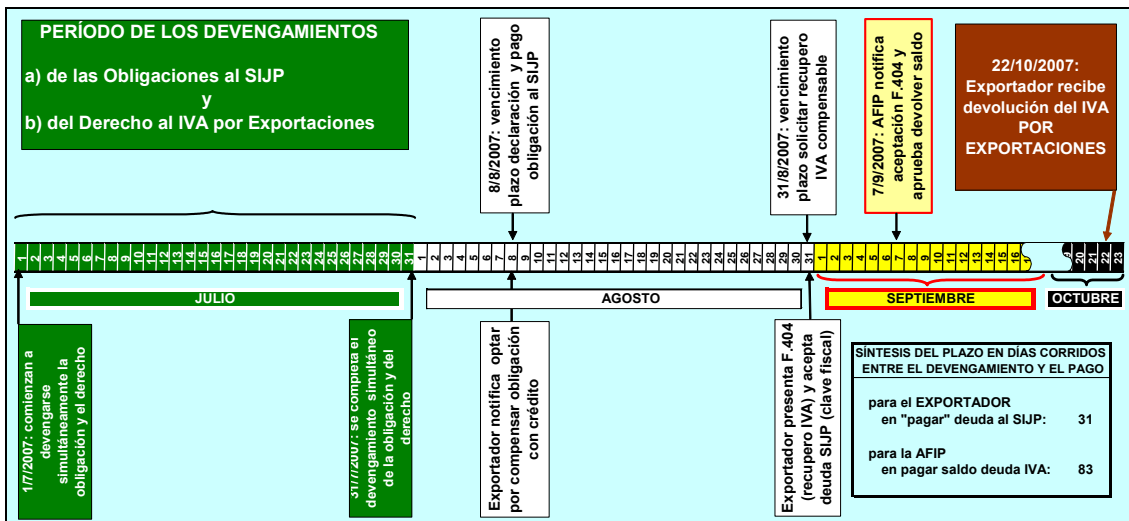 PERÍODO DE LOS DEVENGAMIENTOS
a) de las Obligaciones al SIJP
y
b) del Derecho al IVA por Exportaciones
8/8/2007: vencimiento
plazo declaración y pago
obligación al SIJP
31/8/2007: vencimiento
plazo solicitar recupero
IVA compensable
7/9/2007: AFIP notifica
aceptación F.404 y
aprueba devolver saldo
22/10/2007:
Exportador recibe
devolución del IVA
POR
EXPORTACIONES
1 2 3 4 5 6 7 8 9 10 11 12 13 14 15 16 17 18 19 20 21 22 23 24 25 26 27 28 29 30 31 1 2 3 4 5 6 7 8 9 10 11 12 13 14 15 16 17 18 19 20 21 22 23 24 25 26 27 28 29 30 31 1 2 3 4 5 6 7 8 9 10 11 12 13 14 15 16 20 21 22 23
JULIO
AGOSTO
SEPTIEMBRE
OCTUBRE
1/7/2007: comienzan a
devengarse
simultáneamente la
obligación y el derecho
31/7/2007: se completa el
devengamiento simultáneo
de la obligación y del
derecho
Exportador notifica optar
por compensar obligación
con crédito
Exportador presenta F.404
(recupero IVA) y acepta
deuda SIJP (clave fiscal)
SÍNTESIS DEL PLAZO EN DÍAS CORRIDOS
ENTRE EL DEVENGAMIENTO Y EL PAGO
para el EXPORTADOR
en "pagar" deuda al SIJP: 31
para la AFIP
en pagar saldo deuda IVA: 83